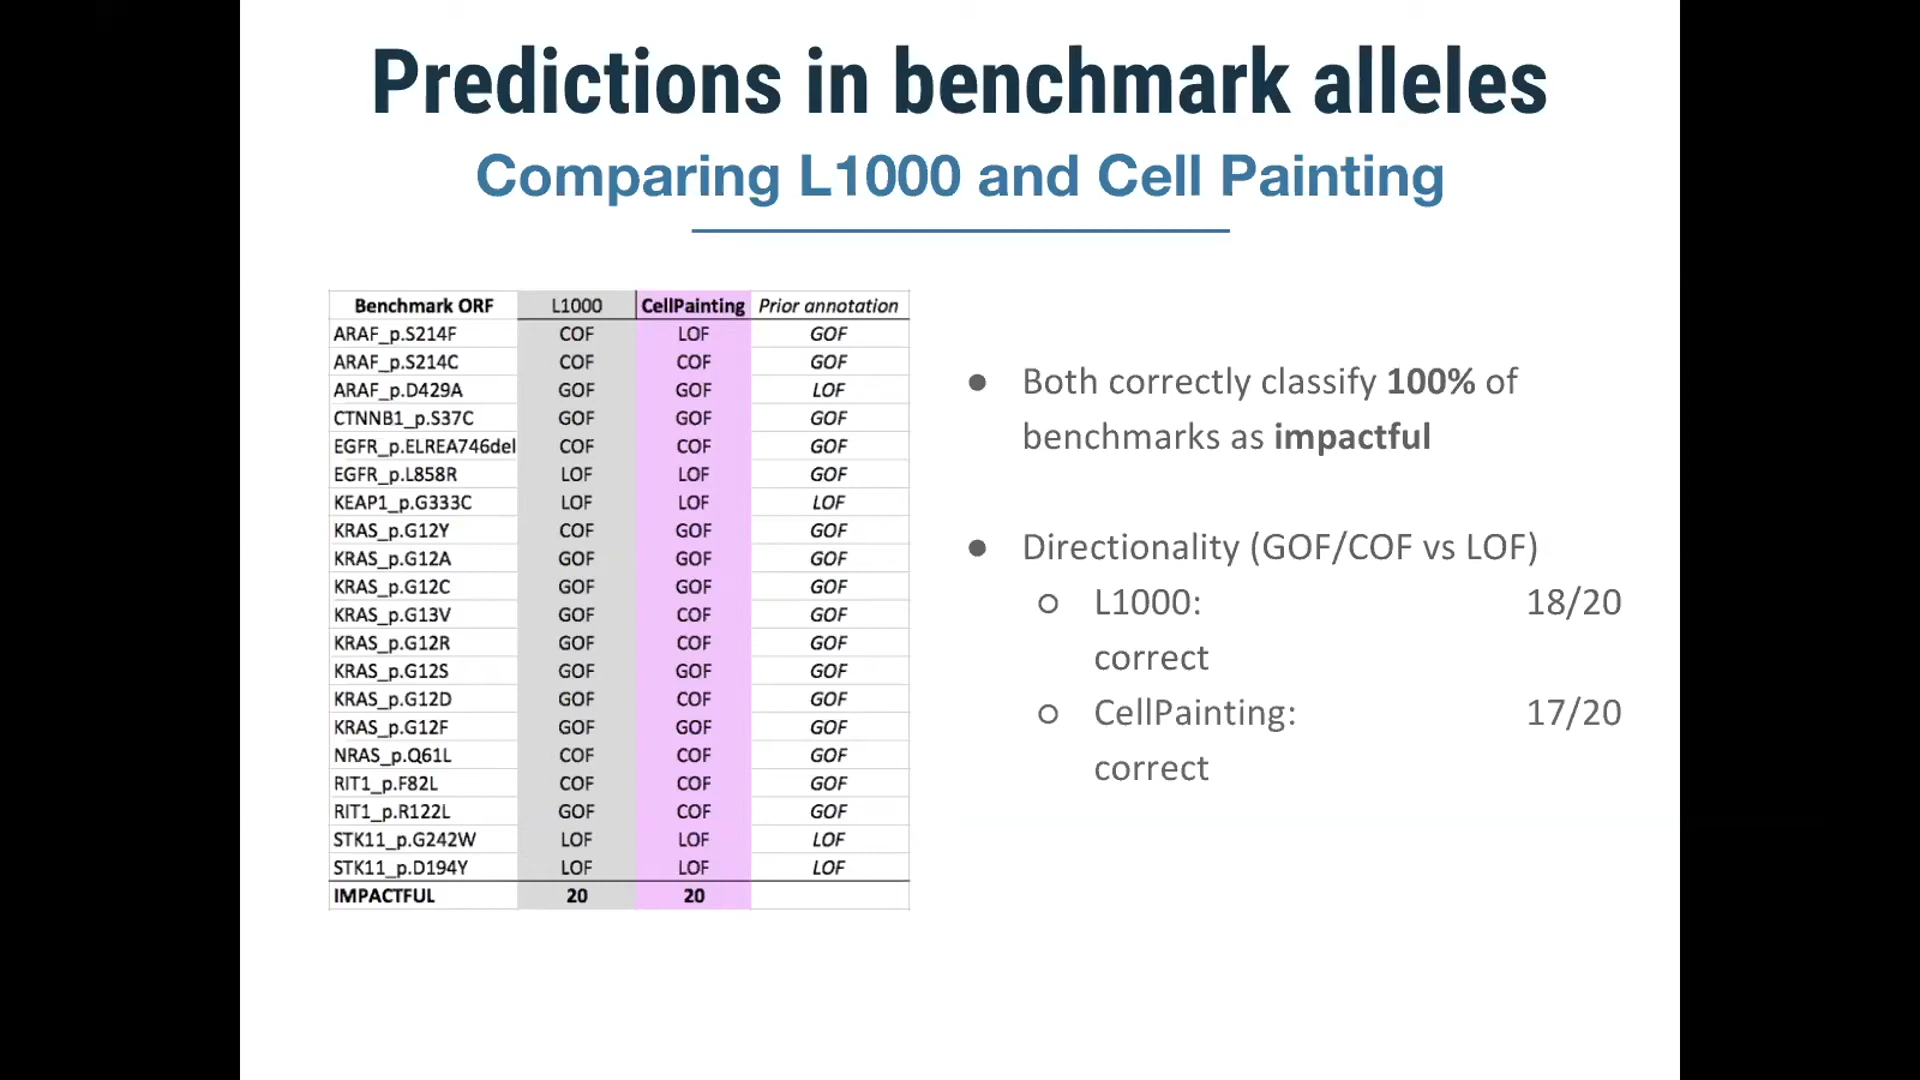 Predictions in benchmark alleles
Comparing L1000 and Cell Painting
Benchmark ORF L1000 CellPainting Prior annotation
ARAF_p.S214F COF LOF GOF
ARAF_p.S214C COF COF GOF
ARAF_p.D429A GOF GOF LOF
CTNNB1_p.S37C GOF GOF GOF
EGFR_p.ELREA746del COF COF GOF
EGFR_p.L858R LOF LOF GOF
KEAP1_p.G333C LOF LOF LOF
KRAS_p.G12Y COF GOF GOF
KRAS_p.G12A GOF GOF GOF
KRAS_p.G12C GOF GOF GOF
KRAS_p.G13V GOF COF GOF
KRAS_p.G12R GOF COF GOF
KRAS_p.G12S GOF GOF GOF
KRAS_p.G12D GOF COF GOF
KRAS_p.G12F GOF GOF GOF
NRAS_p.Q61L COF COF GOF
RIT1_p.F82L COF COF GOF
RIT1_p.R122L GOF COF GOF
STK11_p.G242W LOF LOF LOF
STK11_p.D194Y LOF LOF LOF
IMPACTFUL 20 20
● Both correctly classify 100% of
benchmarks as impactful
● Directionality (GOF/COF vs LOF)
○ L1000: 18/20
correct
○ CellPainting: 17/20
correct